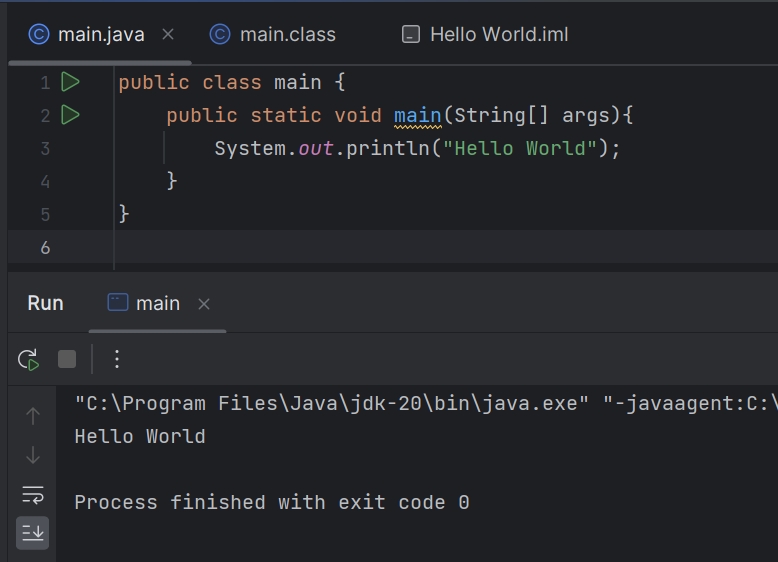 main.java main.class Hello World.iml
1 public class main {
2 public static void main(String[] args){
3 System.out.println("Hello World");
4 }
5 }
6
Run main
"C:\Program Files\Java\jdk-20\bin\java.exe" "-javaagent:C:\
Hello World
Process finished with exit code 0